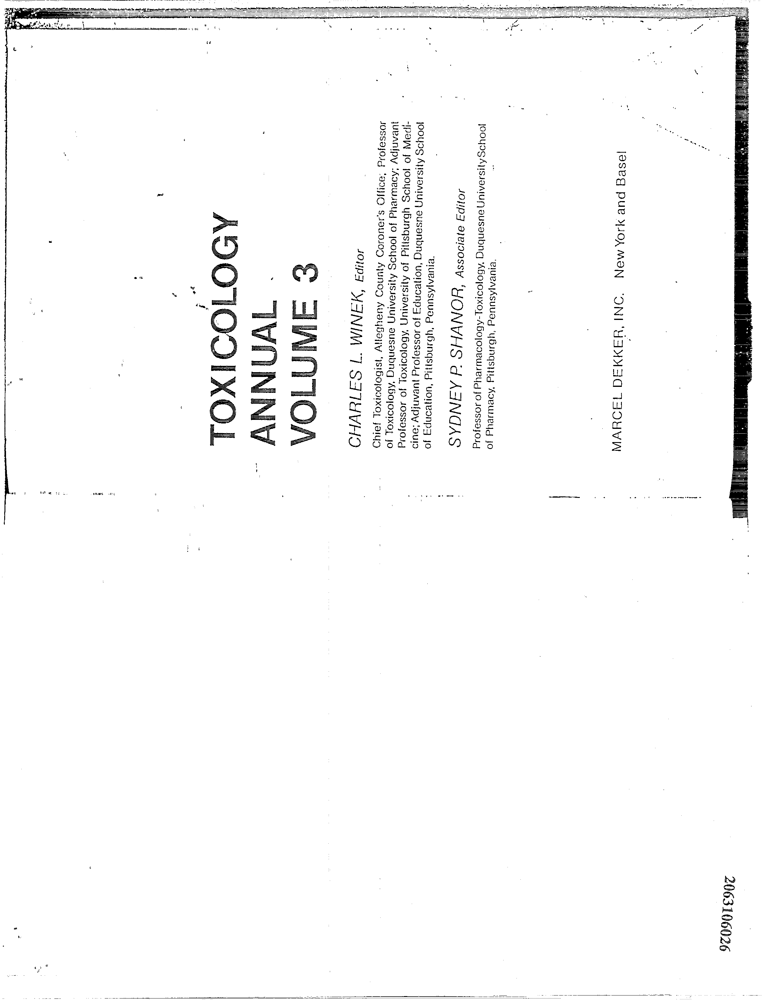 TOXICOLOGY
ANNUAL
VOLUME 3
CHARLES L. WINEK, Editor
Chief Toxicologist, Allegheny County Coroner's Office; Professor
of Toxicology, Duquesne University School of Pharmacy; Adjuvant
Professor of Toxicology, University of Pittsburgh School of Medi-
cine; Adjuvant Professor of Education, Duquesne University School
of Education, Pittsburgh, Pennsylvania.
SYDNEY P. SHANOR, Associate Editor
Professor of Pharmacology-Toxicology, Duquesne University School
of Pharmacy, Pittsburgh, Pennsylvania.
MARCEL DEKKER, INC. New York and Basel
2063106026